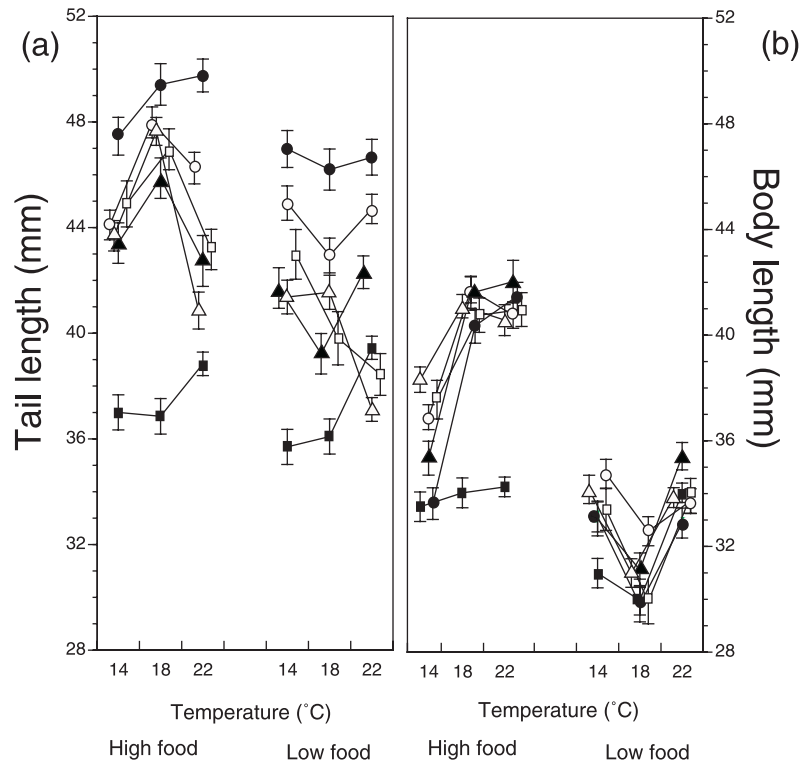 (a)
52
48
44
40
36
32
28
Tail length (mm)
14 18 22 14 18 22
Temperature (˚C)
High food Low food
(b)
52
48
44
40
36
32
28
Body length (mm)
14 18 22 14 18 22
Temperature (˚C)
High food Low food